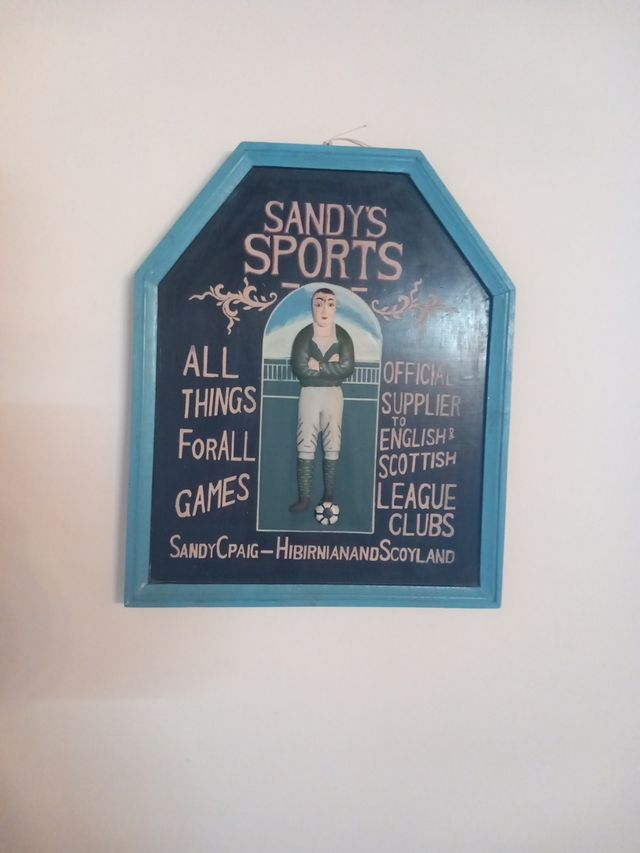 SANDY'S
SPORTS
ALL
THINGS
FORALL
GAMES
OFFICIAL
SUPPLIER
TO
ENGLISH &
SCOTTISH
LEAGUE
CLUBS
SANDYCPAIG–HIBIRNIANANDSCOYLAND